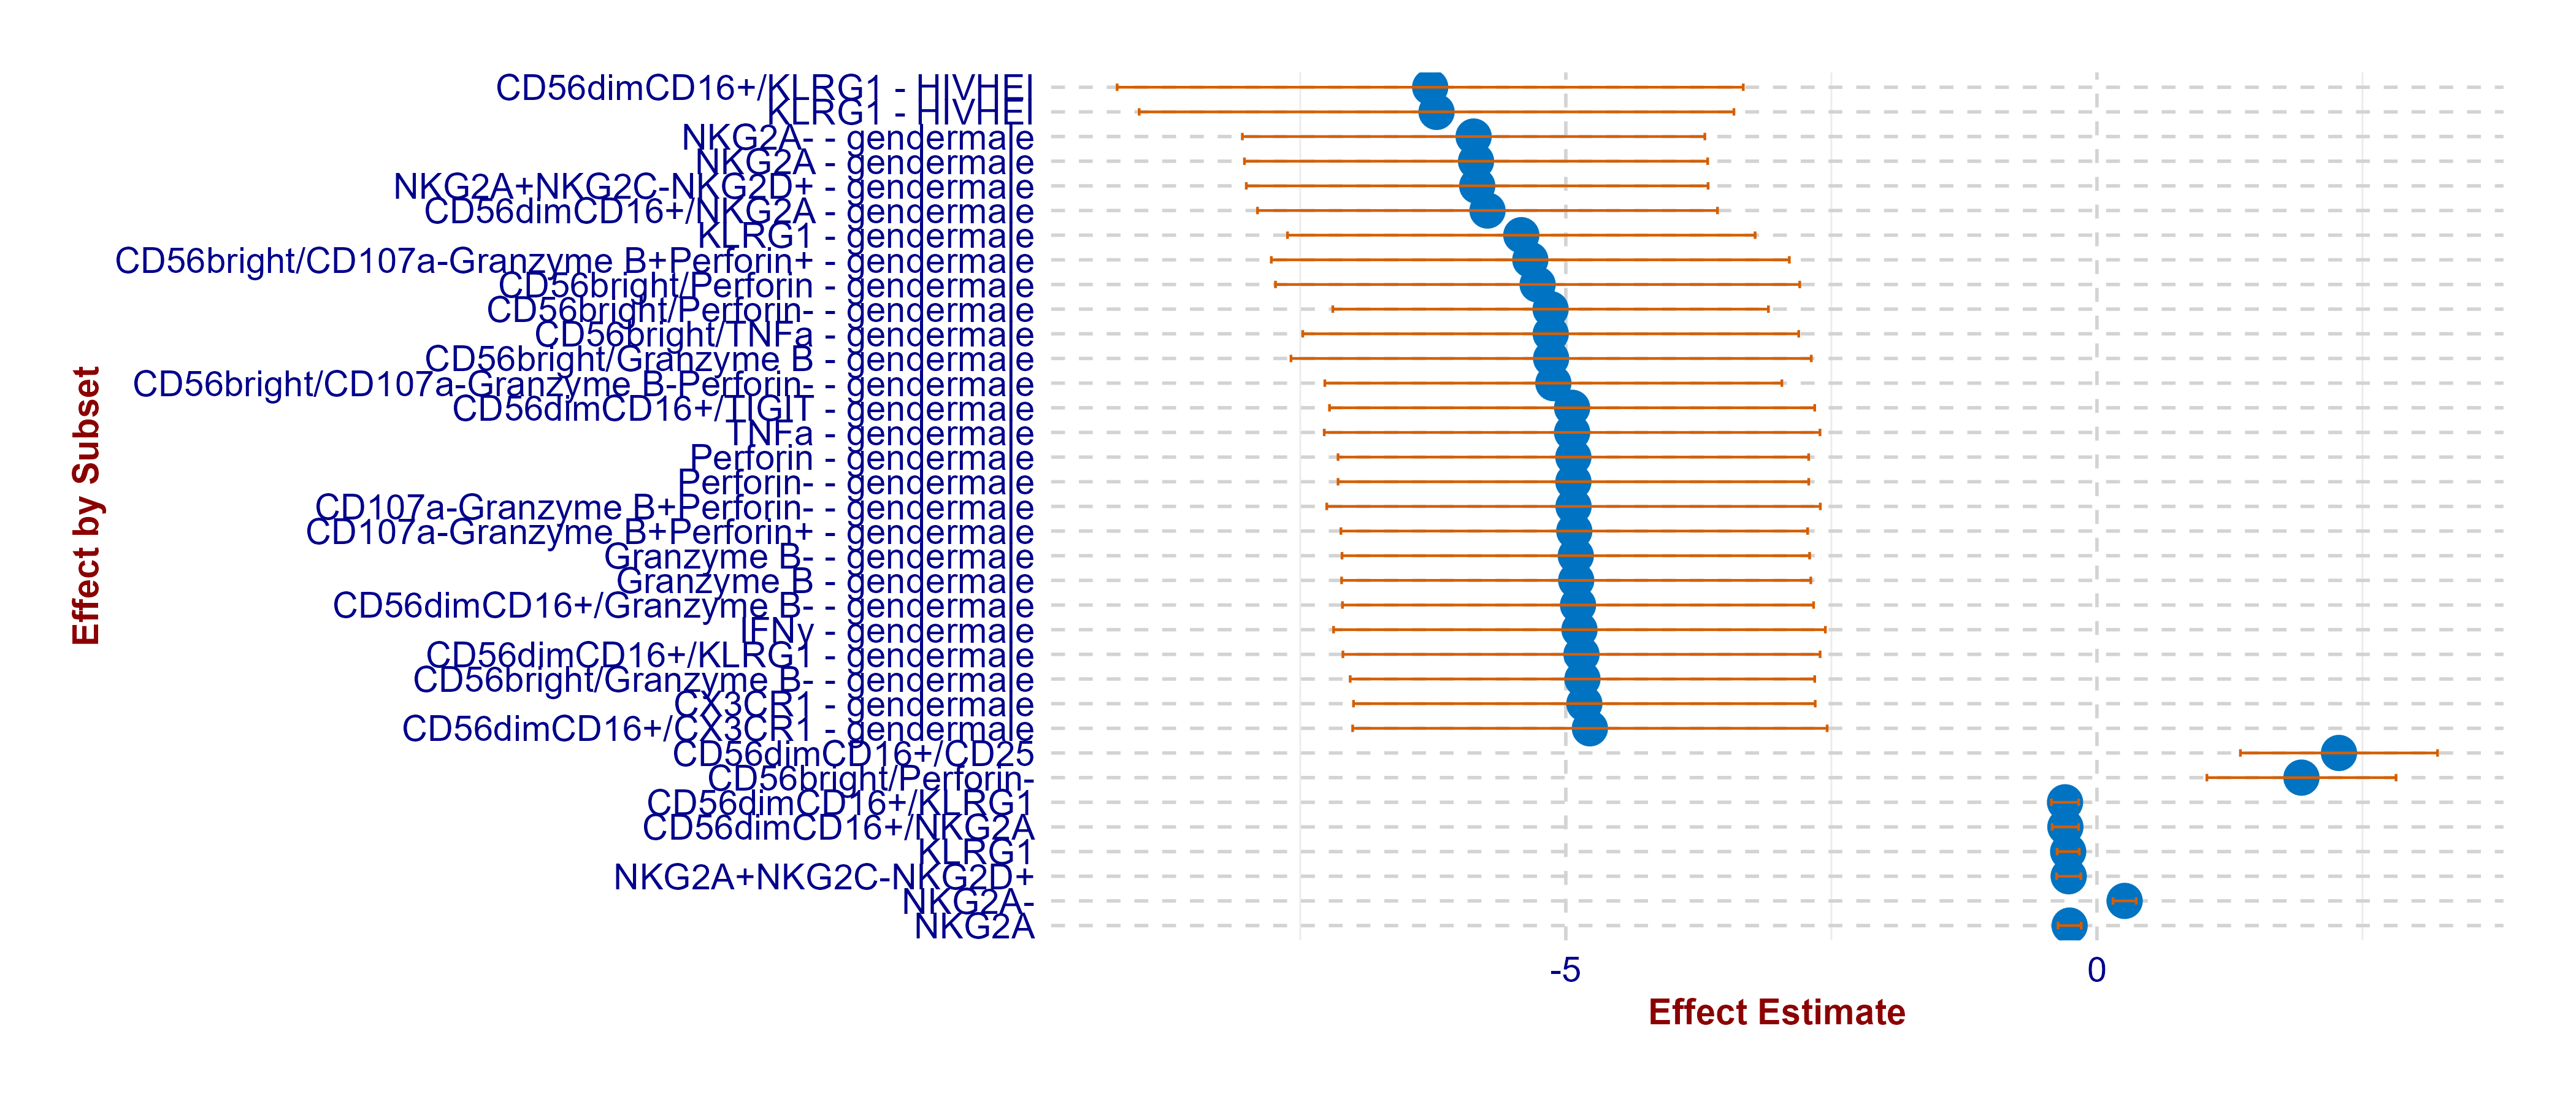 CD56dimCD16+/KLRG1 - HIVHEI
KLRG1 - HIVHEI
NKG2A- - gendermale
NKG2A - gendermale
NKG2A+NKG2C-NKG2D+ - gendermale
CD56dimCD16+/NKG2A - gendermale
KLRG1 - gendermale
CD56bright/CD107a-Granzyme B+Perforin+ - gendermale
CD56bright/Perforin - gendermale
CD56bright/Perforin- - gendermale
CD56bright/TNFa - gendermale
CD56bright/Granzyme B - gendermale
CD56bright/CD107a-Granzyme B-Perforin- - gendermale
CD56dimCD16+/TIGIT - gendermale
TNFa - gendermale
Perforin - gendermale
Perforin- - gendermale
CD107a-Granzyme B+Perforin- - gendermale
CD107a-Granzyme B+Perforin+ - gendermale
Granzyme B- - gendermale
Granzyme B - gendermale
CD56dimCD16+/Granzyme B- - gendermale
IFNy - gendermale
CD56dimCD16+/KLRG1 - gendermale
CD56bright/Granzyme B- - gendermale
CX3CR1 - gendermale
CD56dimCD16+/CX3CR1 - gendermale
CD56dimCD16+/CD25
CD56bright/Perforin-
CD56dimCD16+/KLRG1
CD56dimCD16+/NKG2A
KLRG1
NKG2A+NKG2C-NKG2D+
NKG2A-
NKG2A
Effect by Subset
-5
0
Effect Estimate